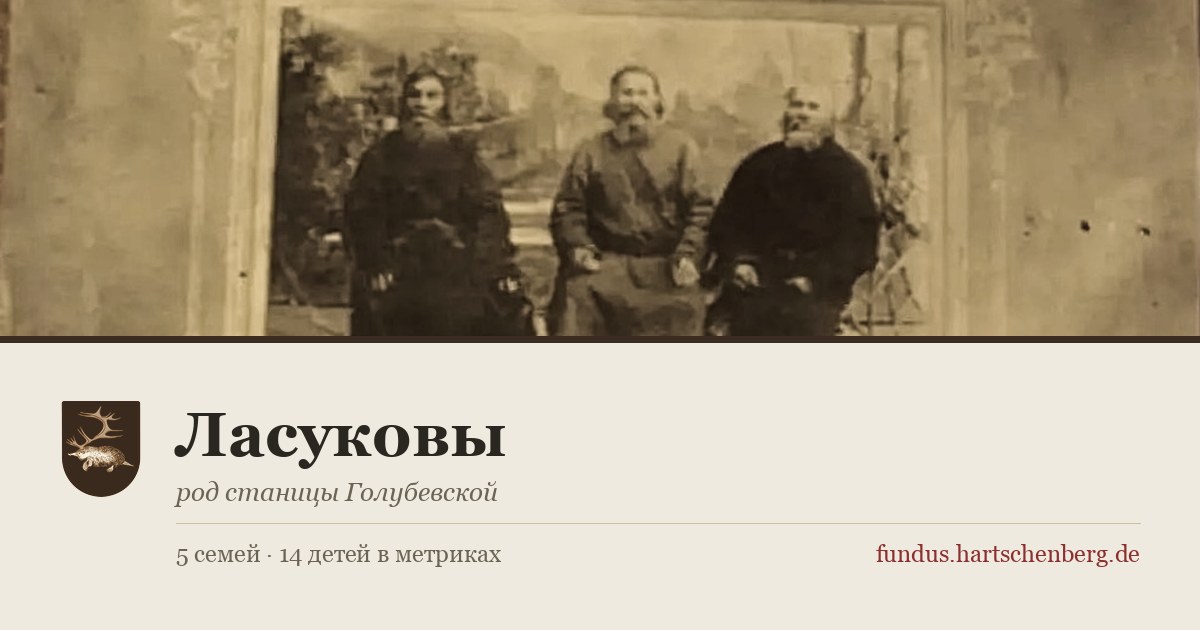 Ласуковы
род станицы Голубевской
5 семей · 14 детей в метриках
fundus.hartschenberg.de